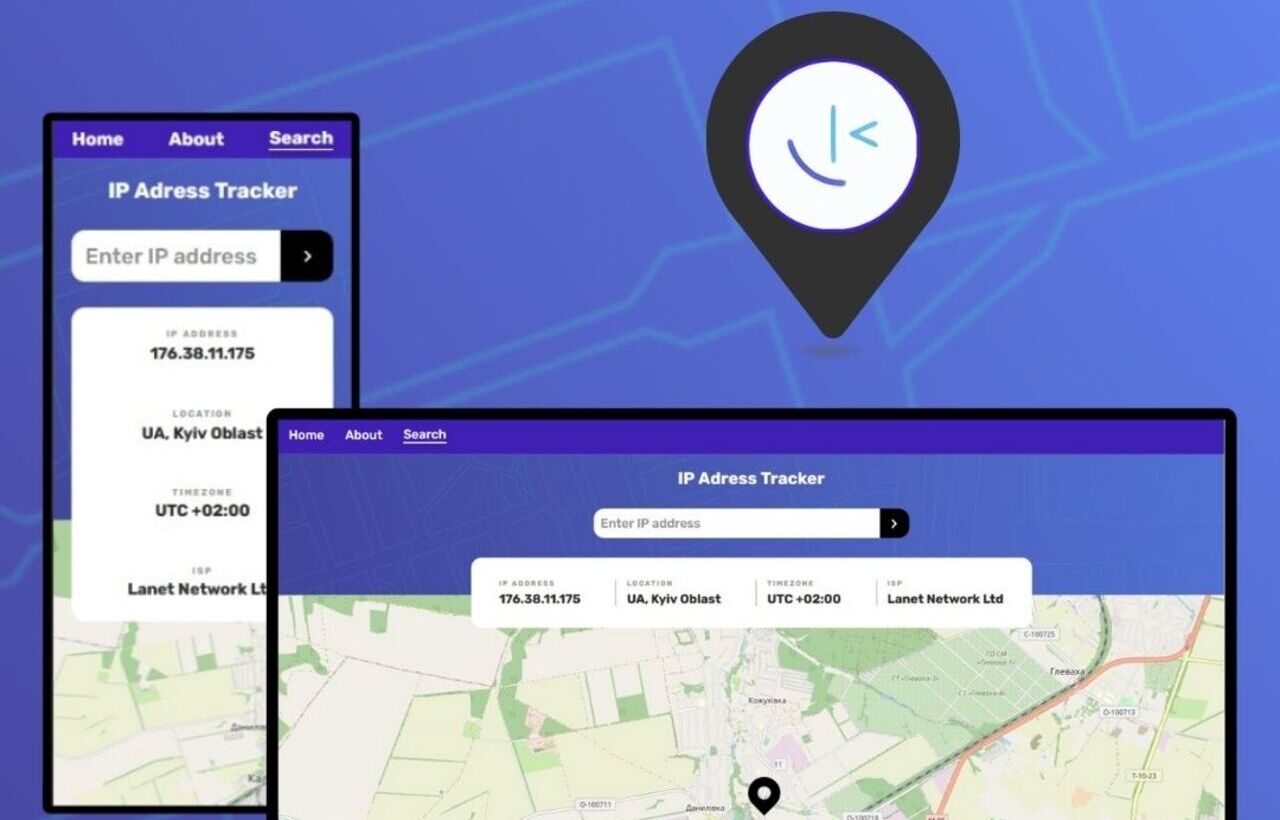 Home About Search
IP Adress Tracker
Enter IP address
IP ADDRESS
176.38.11.175
LOCATION
UA, Kyiv Oblast
TIMEZONE
UTC +02:00
ISP
Lanet Network Lt
Home About Search
IP Adress Tracker
Enter IP address
IP ADDRESS LOCATION TIMEZONE ISP
176.38.11.175 UA, Kyiv Oblast UTC +02:00 Lanet Network Ltd
С-100725
Глеваха
Кожухівка
О-100713
11
Т-10-23
О-100711
Данилівка